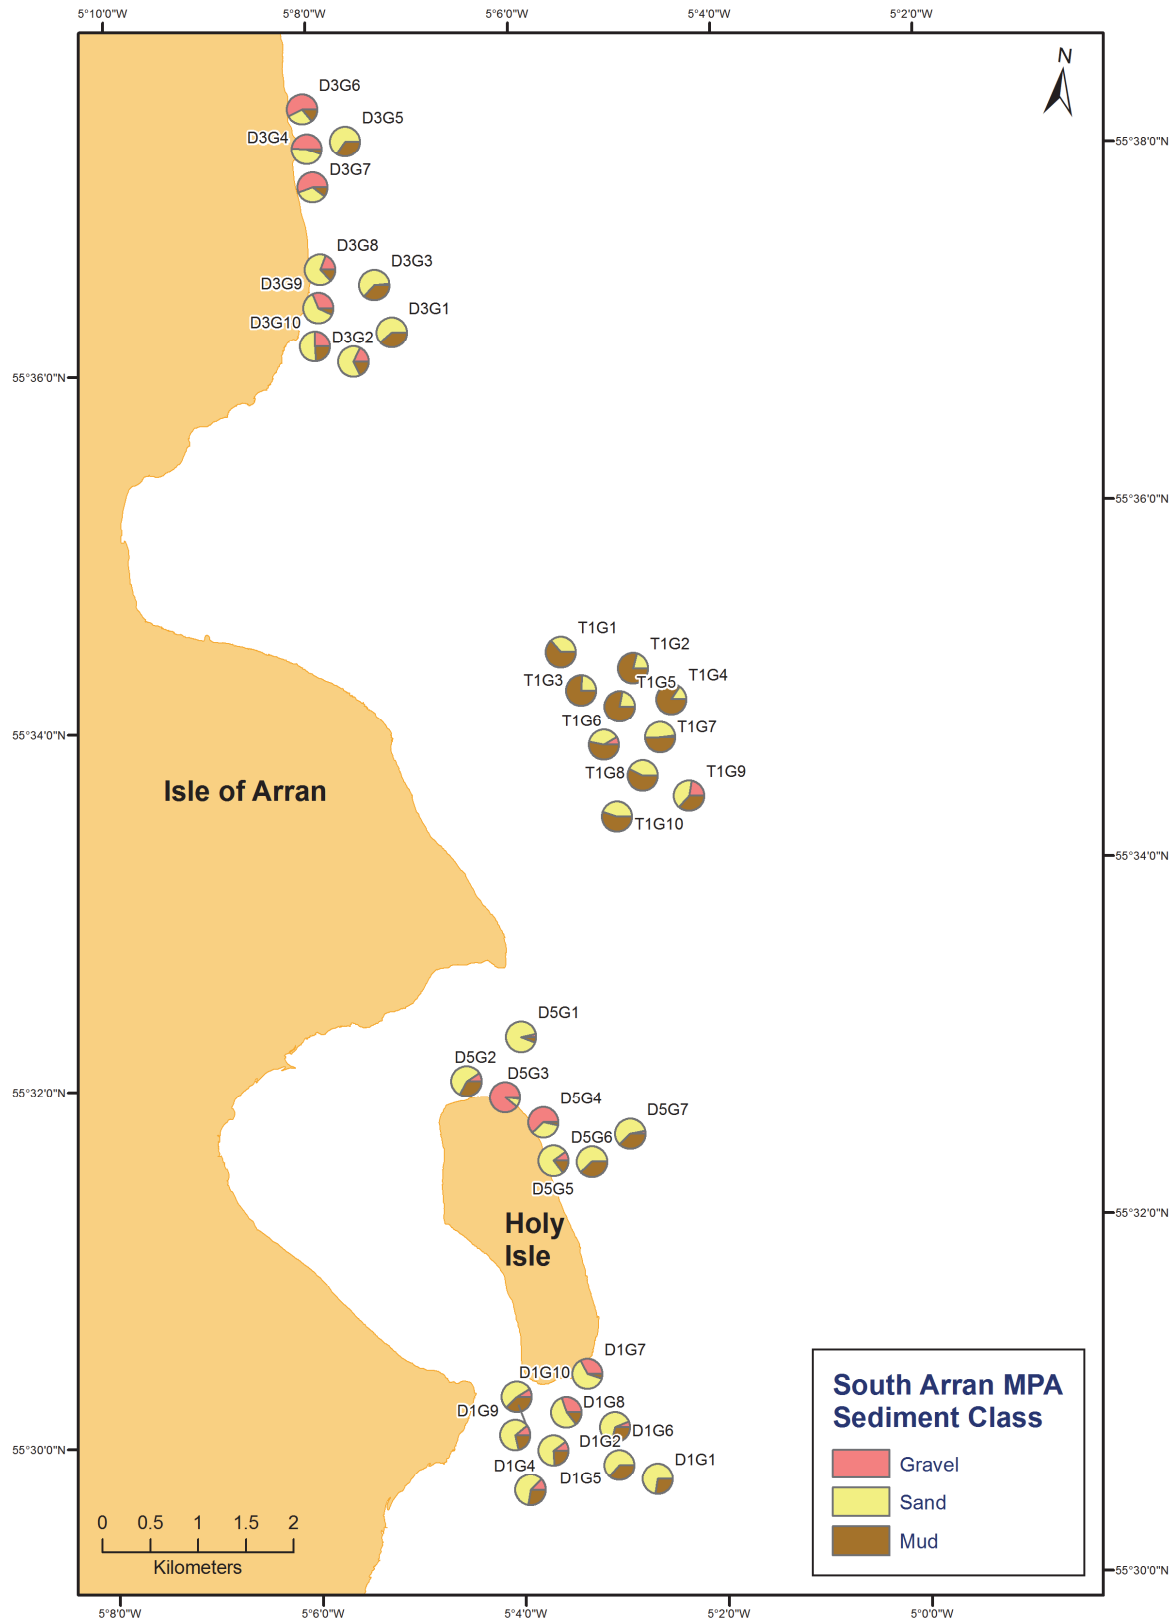 5°10'0"W 5°8'0"W 5°6'0"W 5°4'0"W 5°2'0"W
N
D3G6
D3G5
D3G4
55°38'0"N
D3G7
D3G8
D3G3
D3G9
D3G1
D3G10
D3G2
55°36'0"N
55°36'0"N
T1G1
T1G2
T1G3
T1G5
T1G4
T1G6
T1G7
55°34'0"N
T1G8
T1G9
Isle of Arran
T1G10
55°34'0"N
D5G1
D5G2
D5G3
55°32'0"N
D5G4
D5G7
D5G6
D5G5
55°32'0"N
Holy
Isle
D1G7
D1G10
D1G8
D1G9
D1G6
D1G2
55°30'0"N
D1G1
D1G4
D1G5
South Arran MPA
Sediment Class
Gravel
Sand
Mud
0 0.5 1 1.5 2
Kilometers
55°30'0"N
5°8'0"W 5°6'0"W 5°4'0"W 5°2'0"W 5°0'0"W